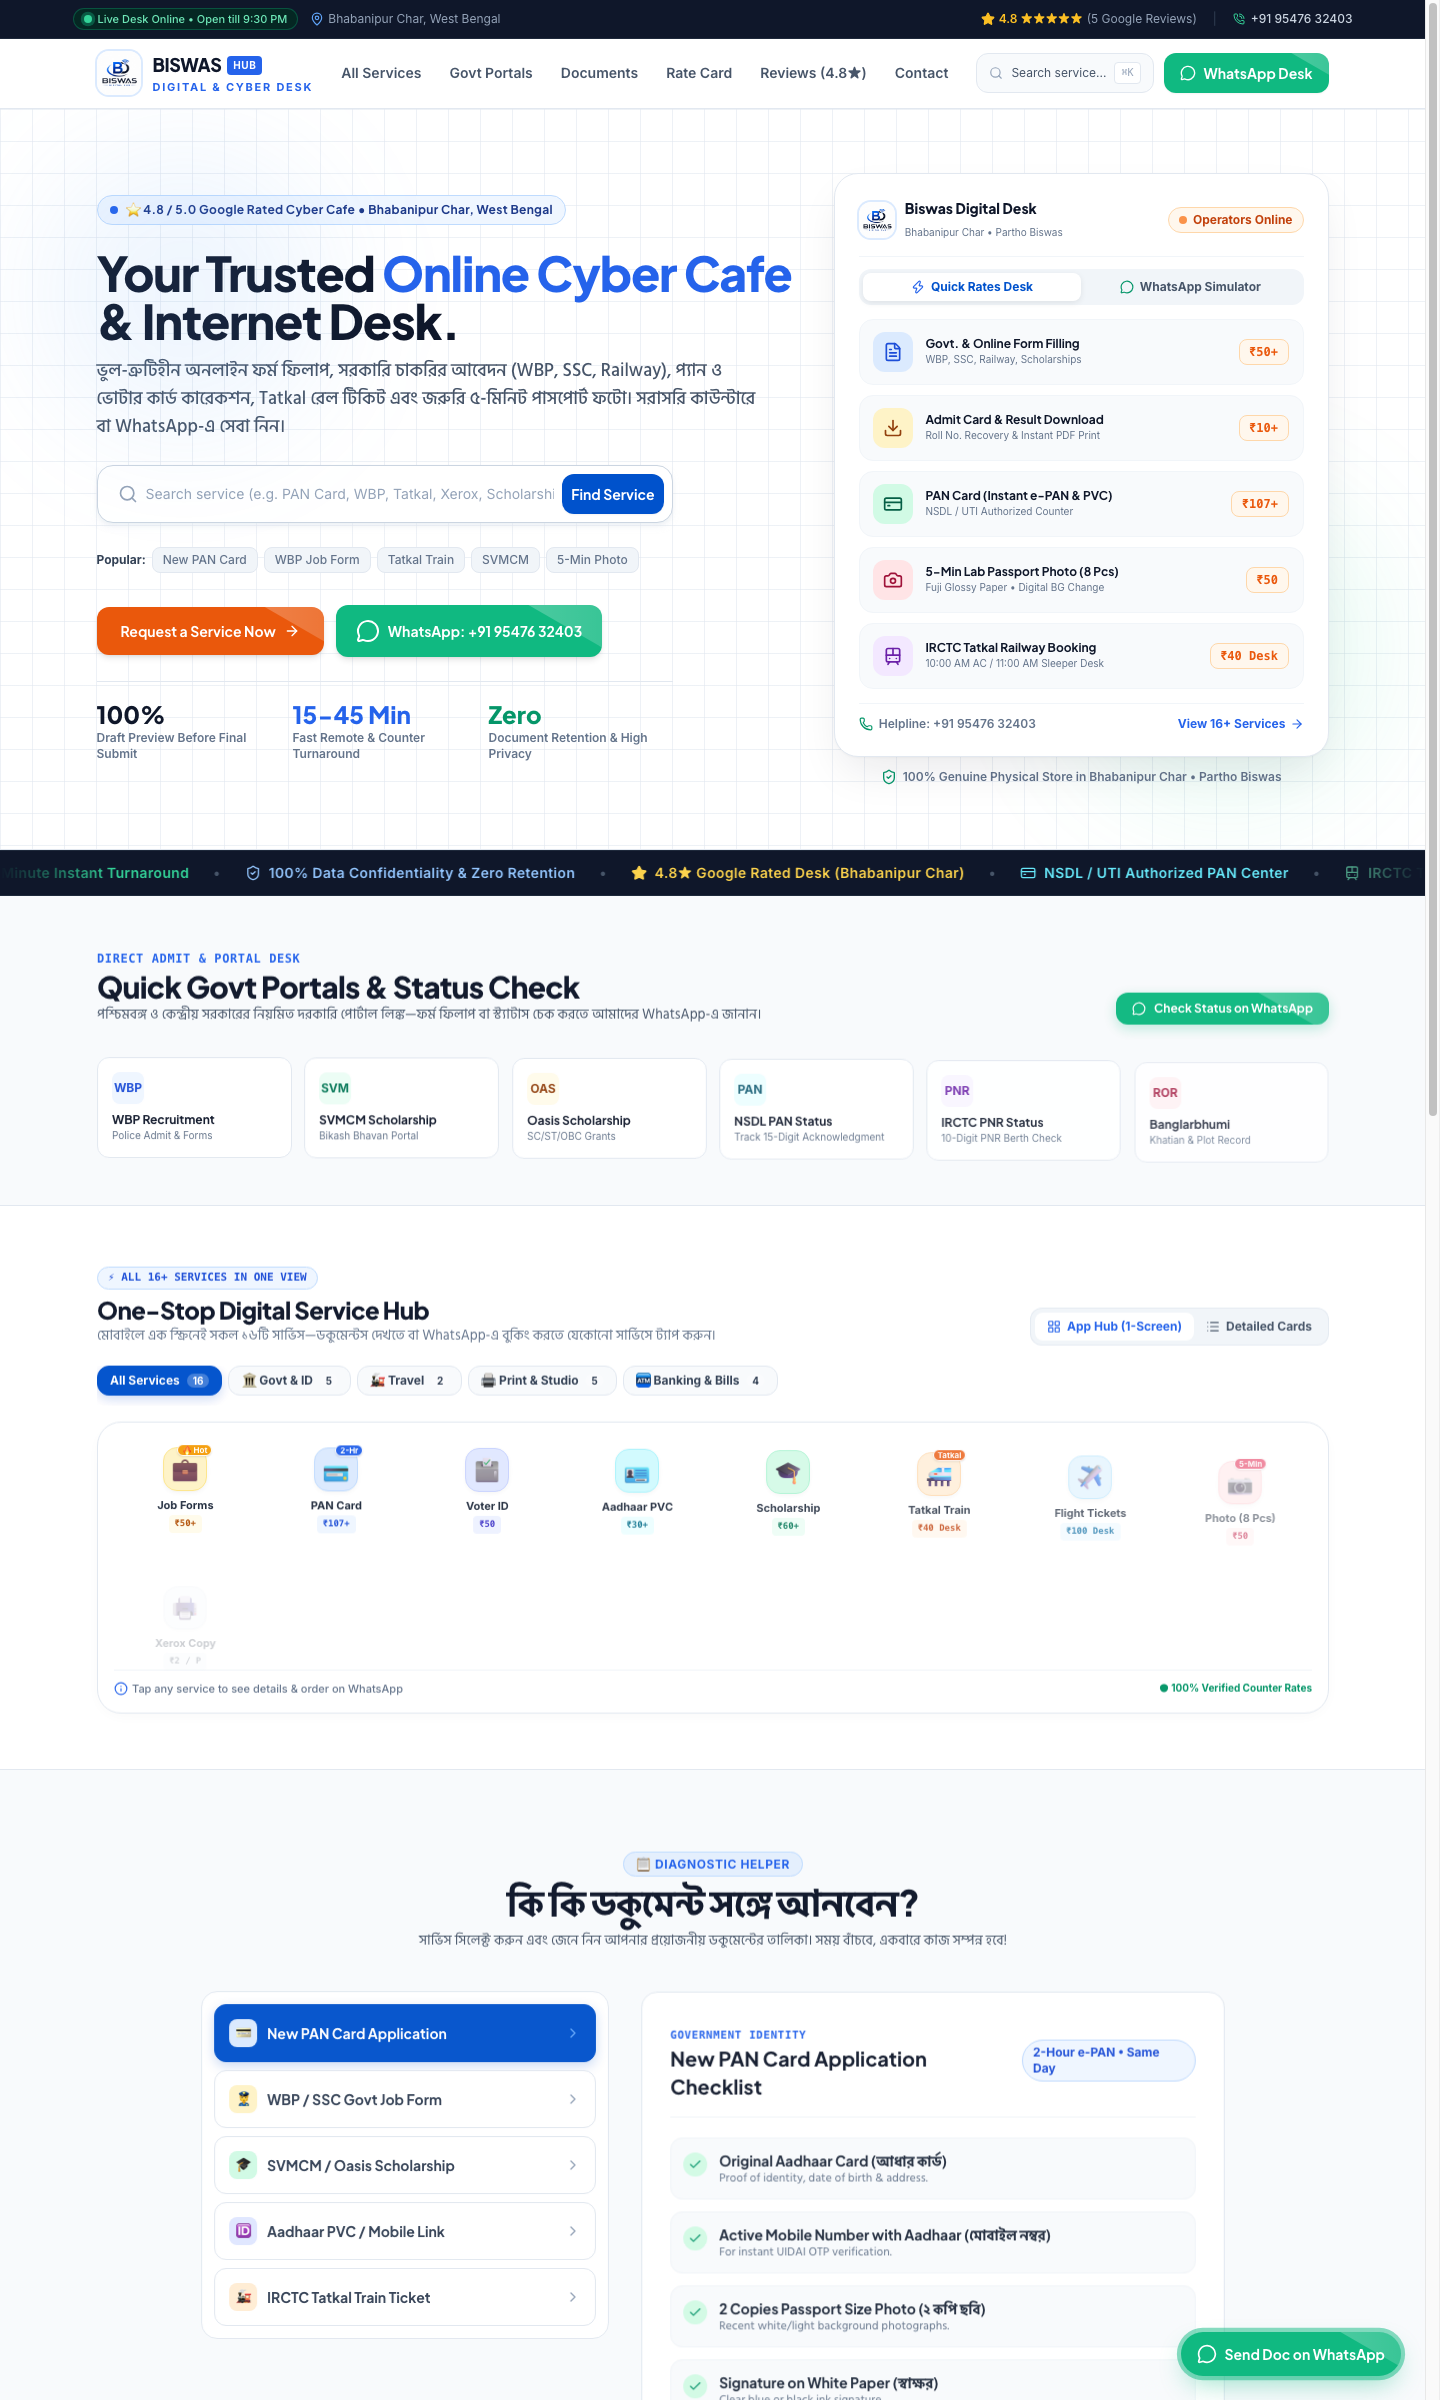 Live Desk Online • Open till 9:30 PM
Bhabanipur Char, West Bengal
4.8 ★★★★★ (5 Google Reviews)
+91 95476 32403
BISWAS HUB
DIGITAL & CYBER DESK
All Services
Govt Portals
Documents
Rate Card
Reviews (4.8★)
Contact
Search service... ⌘K
WhatsApp Desk
⭐ 4.8 / 5.0 Google Rated Cyber Cafe • Bhabanipur Char, West Bengal
Your Trusted Online Cyber Cafe
& Internet Desk.
ভুল-ত্রুটিহীন অনলাইন ফর্ম ফিলাপ, সরকারি চাকরির আবেদন (WBP, SSC, Railway), প্যান ও
ভোটার কার্ড কারেকশন, Tatkal রেল টিকিট এবং জরুরি ৫-মিনিট পাসপোর্ট ফটো। সরাসরি কাউন্টারে
বা WhatsApp-এ সেবা নিন।
Search service (e.g. PAN Card, WBP, Tatkal, Xerox, Scholarshi
Find Service
Popular:
New PAN Card
WBP Job Form
Tatkal Train
SVMCM
5-Min Photo
Request a Service Now →
WhatsApp: +91 95476 32403
100%
Draft Preview Before Final
Submit
15-45 Min
Fast Remote & Counter
Turnaround
Zero
Document Retention & High
Privacy
BISWAS
Biswas Digital Desk
Bhabanipur Char • Partho Biswas
Operators Online
Quick Rates Desk
WhatsApp Simulator
Govt. & Online Form Filling
WBP, SSC, Railway, Scholarships
₹50+
Admit Card & Result Download
Roll No. Recovery & Instant PDF Print
₹10+
PAN Card (Instant e-PAN & PVC)
NSDL / UTI Authorized Counter
₹107+
5-Min Lab Passport Photo (8 Pcs)
Fuji Glossy Paper • Digital BG Change
₹50
IRCTC Tatkal Railway Booking
10:00 AM AC / 11:00 AM Sleeper Desk
₹40 Desk
Helpline: +91 95476 32403
View 16+ Services →
100% Genuine Physical Store in Bhabanipur Char • Partho Biswas
Minute Instant Turnaround • 100% Data Confidentiality & Zero Retention • 4.8★ Google Rated Desk (Bhabanipur Char) • NSDL / UTI Authorized PAN Center • IRCTC
DIRECT ADMIT & PORTAL DESK
Quick Govt Portals & Status Check
পশ্চিমবঙ্গ ও কেন্দ্রীয় সরকারের নিয়মিত দরকারি পোর্টাল লিঙ্ক—ফর্ম ফিলাপ বা স্ট্যাটাস চেক করতে আমাদের WhatsApp-এ জানান।
Check Status on WhatsApp
WBP
WBP Recruitment
Police Admit & Forms
SVM
SVMCM Scholarship
Bikash Bhavan Portal
OAS
Oasis Scholarship
SC/ST/OBC Grants
PAN
NSDL PAN Status
Track 15-Digit Acknowledgment
PNR
IRCTC PNR Status
10-Digit PNR Berth Check
ROR
Banglarbhumi
Khatian & Plot Record
⚡ ALL 16+ SERVICES IN ONE VIEW
One-Stop Digital Service Hub
মোবাইলে এক স্ক্রিনেই সকল ১৬টি সার্ভিস—ডকুমেন্টস দেখতে বা WhatsApp-এ বুকিং করতে যেকোনো সার্ভিসে ট্যাপ করুন।
App Hub (1-Screen)
Detailed Cards
All Services 16
Govt & ID 5
Travel 2
Print & Studio 5
Banking & Bills 4
Hot
Job Forms
₹50+
2-Hr
PAN Card
₹107+
Voter ID
₹50
Aadhaar PVC
₹30+
Scholarship
₹60+
Tatkal
Tatkal Train
₹40 Desk
Flight Tickets
₹100 Desk
5-Min
Photo (8 Pcs)
₹50
Xerox Copy
₹2 / P
Tap any service to see details & order on WhatsApp
● 100% Verified Counter Rates
DIAGNOSTIC HELPER
কি কি ডকুমেন্ট সঙ্গে আনবেন?
সার্ভিস সিলেক্ট করুন এবং জেনে নিন আপনার প্রয়োজনীয় ডকুমেন্টের তালিকা। সময় বাঁচবে, একবারে কাজ সম্পন্ন হবে!
New PAN Card Application
WBP / SSC Govt Job Form
SVMCM / Oasis Scholarship
Aadhaar PVC / Mobile Link
IRCTC Tatkal Train Ticket
GOVERNMENT IDENTITY
New PAN Card Application
Checklist
2-Hour e-PAN • Same
Day
Original Aadhaar Card (আধার কার্ড)
Proof of identity, date of birth & address.
Active Mobile Number with Aadhaar (মোবাইল নম্বর)
For instant UIDAI OTP verification.
2 Copies Passport Size Photo (২ কপি ছবি)
Recent white/light background photographs.
Signature on White Paper (স্বাক্ষর)
Clear blue or black ink signature
Send Doc on WhatsApp